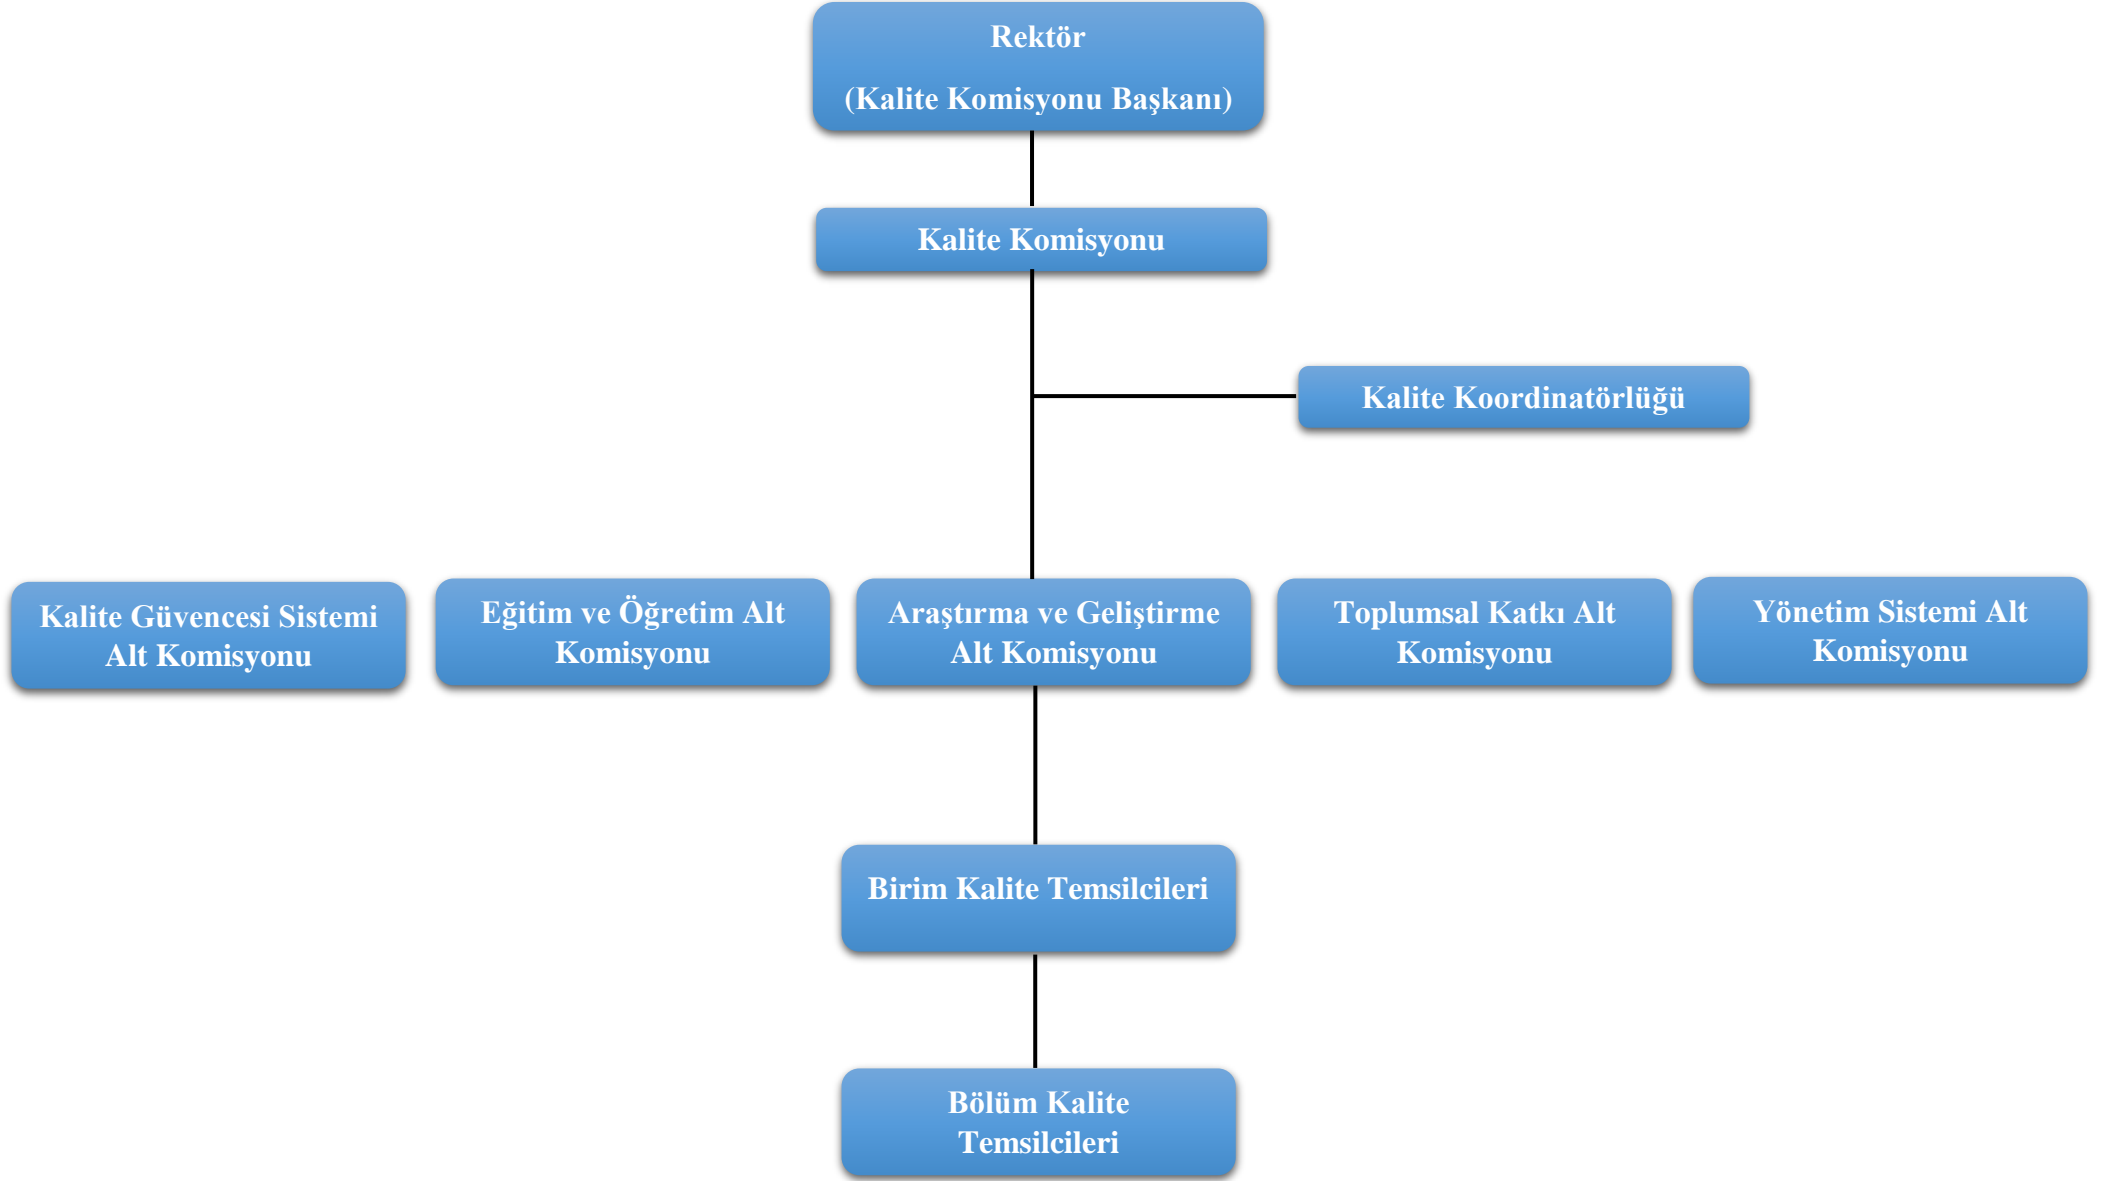 Rektör
(Kalite Komisyonu Başkanı)
Kalite Komisyonu
Kalite Koordinatörlüğü
Kalite Güvencesi Sistemi
Alt Komisyonu
Eğitim ve Öğretim Alt
Komisyonu
Araştırma ve Geliştirme
Alt Komisyonu
Toplumsal Katkı Alt
Komisyonu
Yönetim Sistemi Alt
Komisyonu
Birim Kalite Temsilcileri
Bölüm Kalite
Temsilcileri